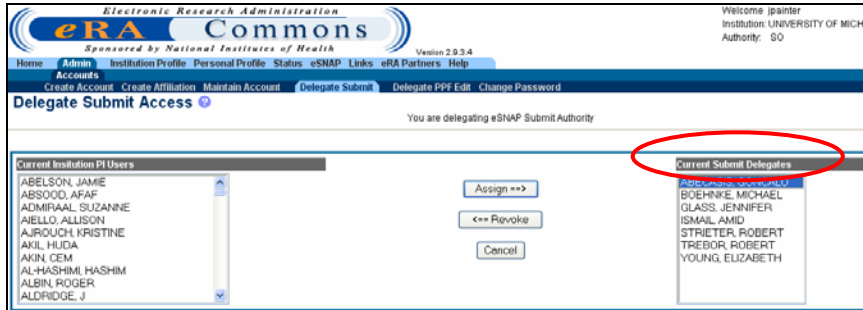 Electronic Research Administration
eRA Commons
Sponsored by National Institutes of Health
Version 2.9.3.4
Welcome jpainter
Institution: UNIVERSITY OF MICH
Authority: SO
Home Admin Institution Profile Personal Profile Status eSNAP Links eRA Partners Help
Accounts
Create Account Create Affiliation Maintain Account Delegate Submit Delegate PPF Edit Change Password
Delegate Submit Access ?
You are delegating eSNAP Submit Authority
Current Insitution PI Users
ABELSON, JAMIE
ABSOOD, AFAF
ADMIRAAL, SUZANNE
AIELLO, ALLISON
AJROUCH, KRISTINE
AKIL, HUDA
AKIN, CEM
AL-HASHIMI, HASHIM
ALBIN, ROGER
ALDRIDGE, J
Assign ==>
<== Revoke
Cancel
Current Submit Delegates
ABECASIS, GONCALO
BOEHNKE, MICHAEL
GLASS, JENNIFER
ISMAIL, AMID
STRIETER, ROBERT
TREBOR, ROBERT
YOUNG, ELIZABETH